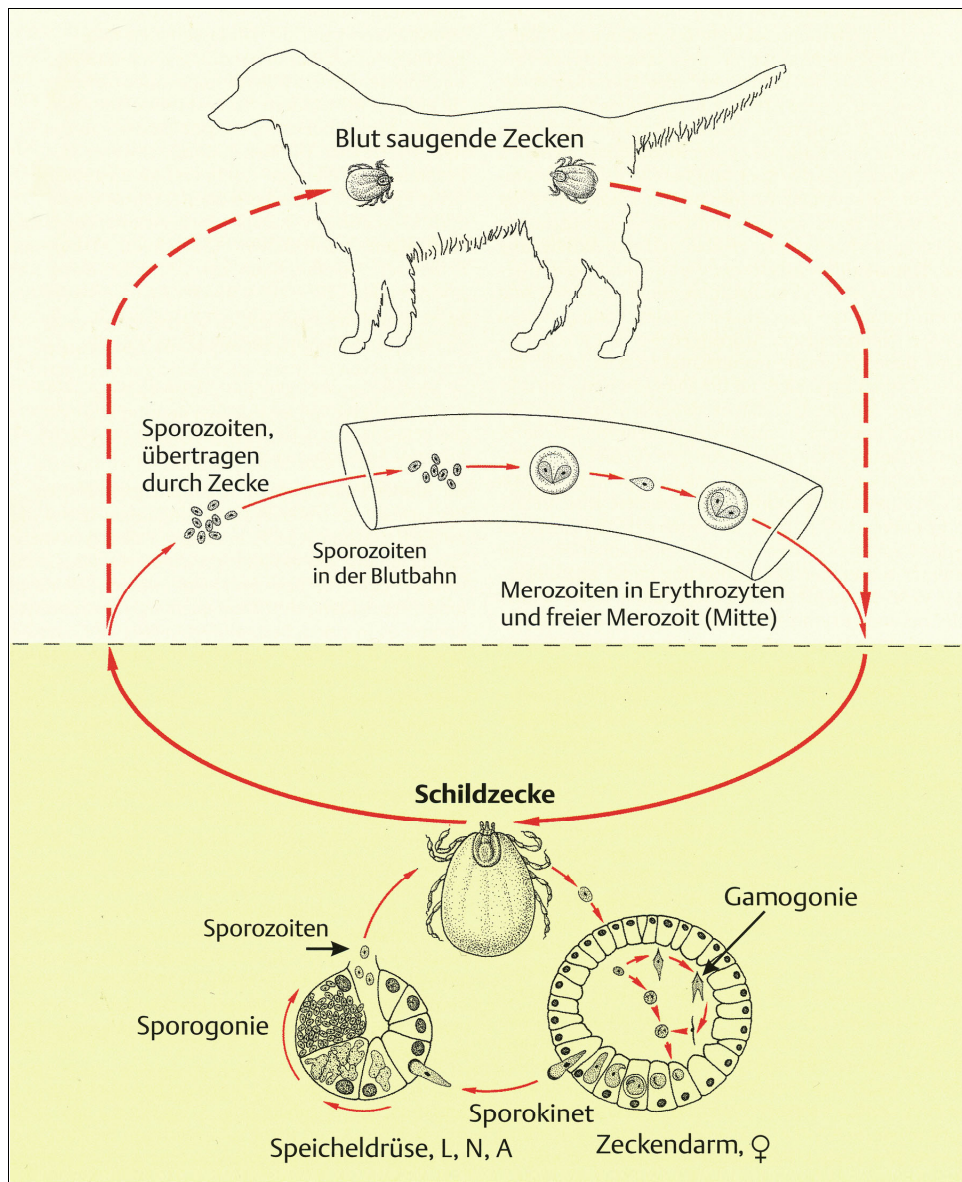 Blut saugende Zecken
Sporozoiten,
übertragen
durch Zecke
Sporozoiten
in der Blutbahn
Merozoiten in Erythrozyten
und freier Merozoit (Mitte)
Schildzecke
Gamogonie
Sporozoiten
Sporogonie
Sporokinet
Speicheldrüse, L, N, A
Zeckendarm, ♀